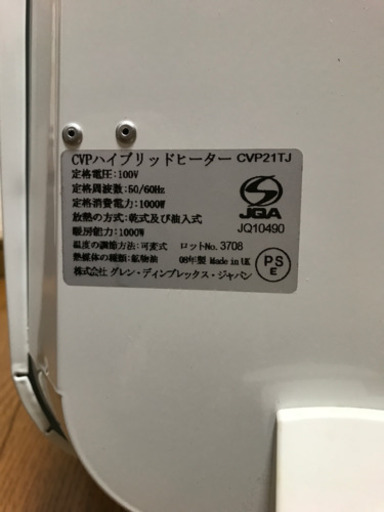 CVPハイブリッドヒーター CVP21TJ
定格電圧:100V
定格周波数:50/60Hz
定格消費電力:1000W
放熱の方式:乾式及び油入式
暖房能力:1000W
温度の調節方法:可変式 ロットNo. 3708
熱媒体の種類:鉱物油 08年製 Made in UK
株式会社 グレン・ディンプレックス・ジャパン
JQA
JQ10490
PS
E